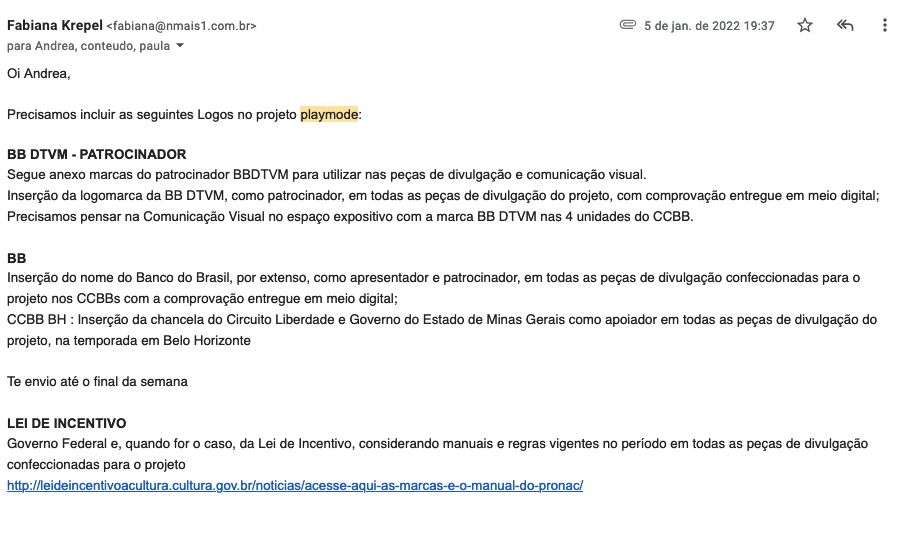 Fabiana Krepel <fabiana@nmais1.com.br>
5 de jan. de 2022 19:37
para Andrea, conteudo, paula
Oi Andrea,
Precisamos incluir as seguintes Logos no projeto playmode:
BB DTVM - PATROCINADOR
Segue anexo marcas do patrocinador BBDTVM para utilizar nas peças de divulgação e comunicação visual.
Inserção da logomarca da BB DTVM, como patrocinador, em todas as peças de divulgação do projeto, com comprovação entregue em meio digital;
Precisamos pensar na Comunicação Visual no espaço expositivo com a marca BB DTVM nas 4 unidades do CCBB.
BB
Inserção do nome do Banco do Brasil, por extenso, como apresentador e patrocinador, em todas as peças de divulgação confeccionadas para o
projeto nos CCBBs com a comprovação entregue em meio digital;
CCBB BH : Inserção da chancela do Circuito Liberdade e Governo do Estado de Minas Gerais como apoiador em todas as peças de divulgação do
projeto, na temporada em Belo Horizonte
Te envio até o final da semana
LEI DE INCENTIVO
Governo Federal e, quando for o caso, da Lei de Incentivo, considerando manuais e regras vigentes no período em todas as peças de divulgação
confeccionadas para o projeto
http://leideincentivoacultura.cultura.gov.br/noticias/acesse-aqui-as-marcas-e-o-manual-do-pronac/